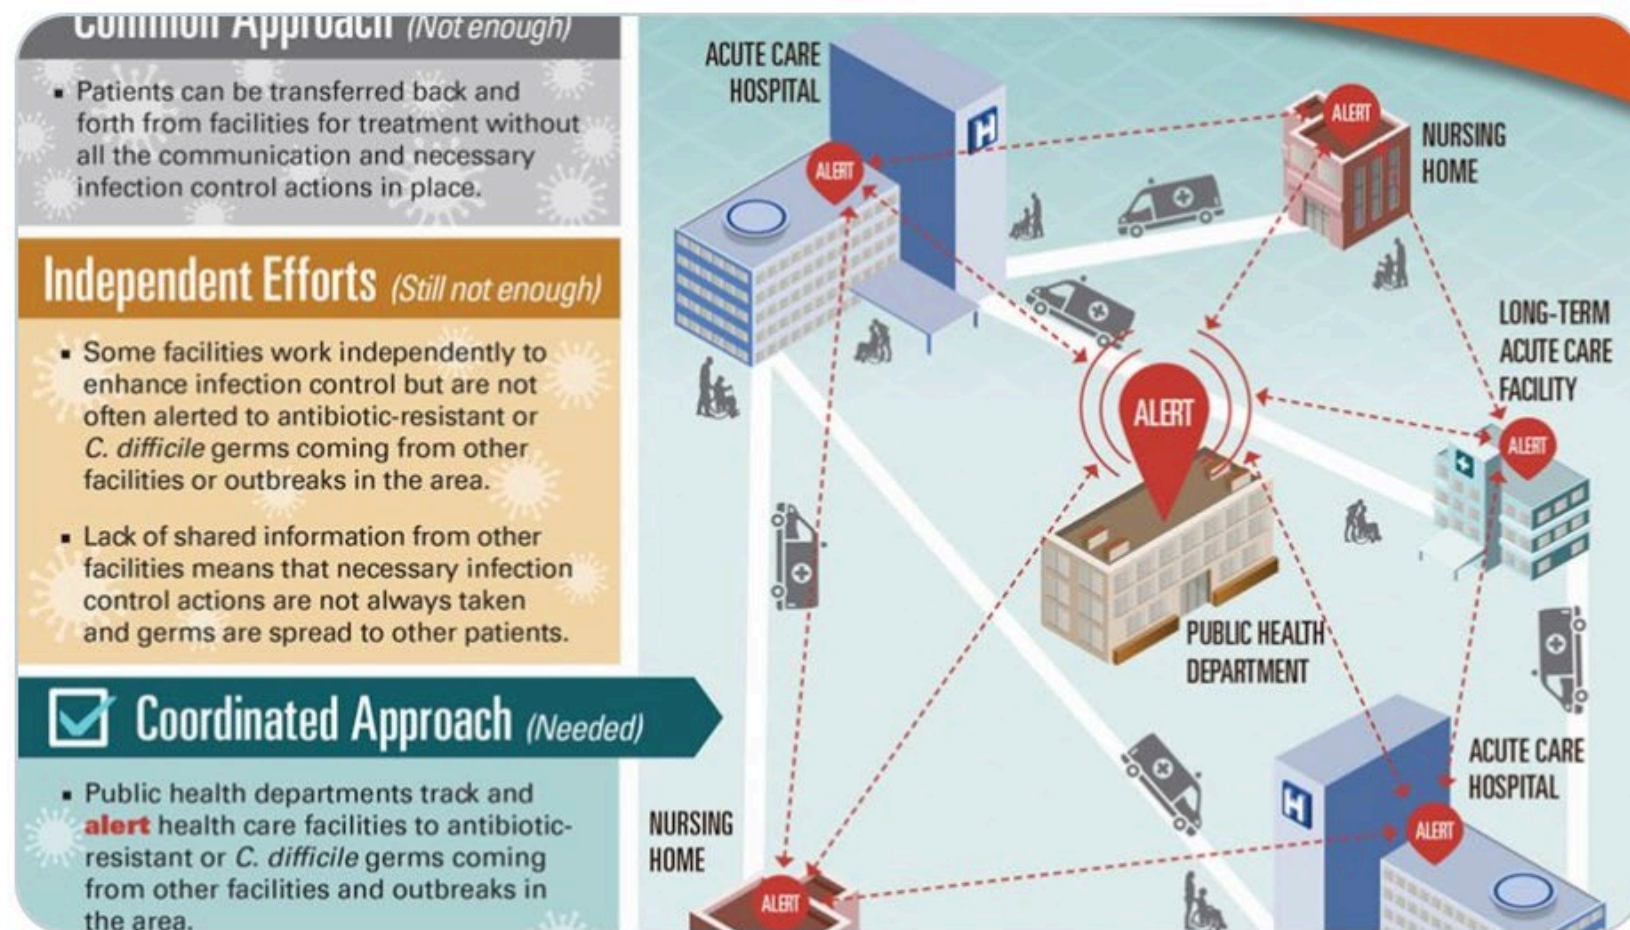 Common Approach (Not enough)
▪ Patients can be transferred back and
forth from facilities for treatment without
all the communication and necessary
infection control actions in place.
Independent Efforts (Still not enough)
▪ Some facilities work independently to
enhance infection control but are not
often alerted to antibiotic-resistant or
C. difficile germs coming from other
facilities or outbreaks in the area.
▪ Lack of shared information from other
facilities means that necessary infection
control actions are not always taken
and germs are spread to other patients.
Coordinated Approach (Needed)
▪ Public health departments track and
alert health care facilities to antibiotic-
resistant or C. difficile germs coming
from other facilities and outbreaks in
the area.
ACUTE CARE
HOSPITAL
H
ALERT
ALERT
NURSING
HOME
LONG-TERM
ACUTE CARE
FACILITY
ALERT
ALERT
PUBLIC HEALTH
DEPARTMENT
ACUTE CARE
HOSPITAL
H
ALERT
NURSING
HOME
ALERT